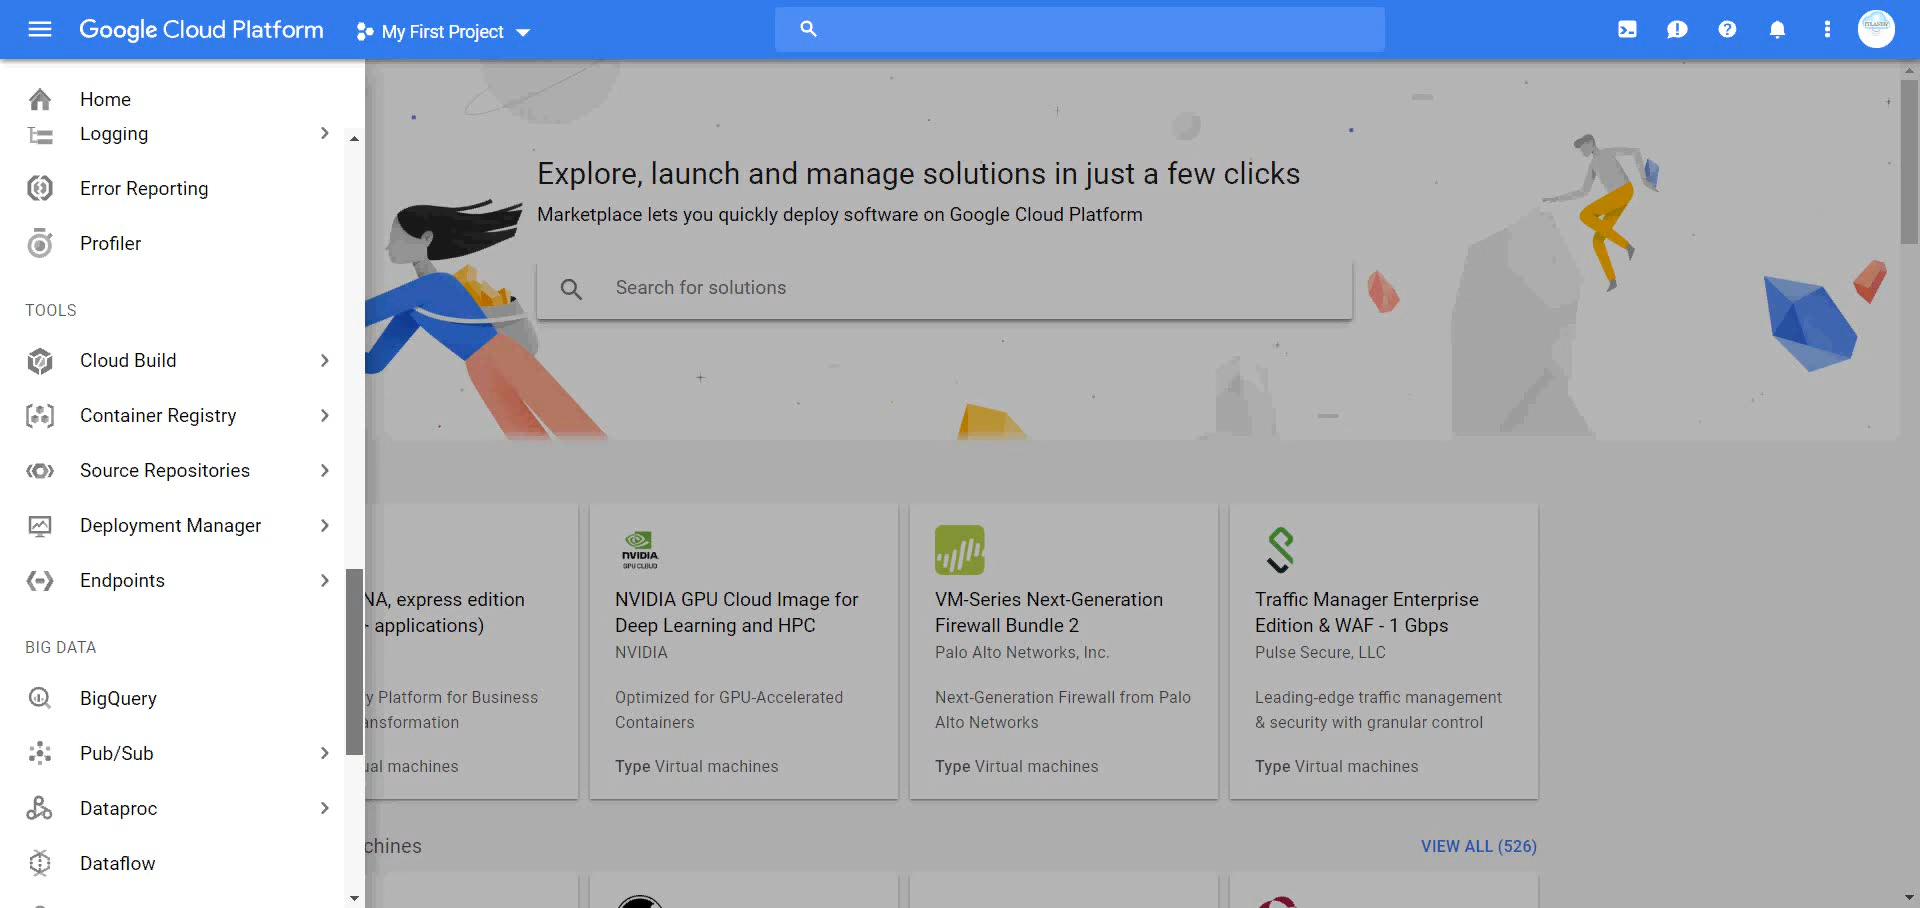 Google Cloud Platform
My First Project
Home
Logging
Error Reporting
Profiler
TOOLS
Cloud Build
Container Registry
Source Repositories
Deployment Manager
Endpoints
BIG DATA
BigQuery
Pub/Sub
Dataproc
Dataflow
Explore, launch and manage solutions in just a few clicks
Marketplace lets you quickly deploy software on Google Cloud Platform
Search for solutions
NA, express edition
applications)
y Platform for Business
ansformation
ual machines
NVIDIA
GPU CLOUD
NVIDIA GPU Cloud Image for
Deep Learning and HPC
NVIDIA
Optimized for GPU-Accelerated
Containers
Type Virtual machines
VM-Series Next-Generation
Firewall Bundle 2
Palo Alto Networks, Inc.
Next-Generation Firewall from Palo
Alto Networks
Type Virtual machines
Traffic Manager Enterprise
Edition & WAF - 1 Gbps
Pulse Secure, LLC
Leading-edge traffic management
& security with granular control
Type Virtual machines
chines
VIEW ALL (526)